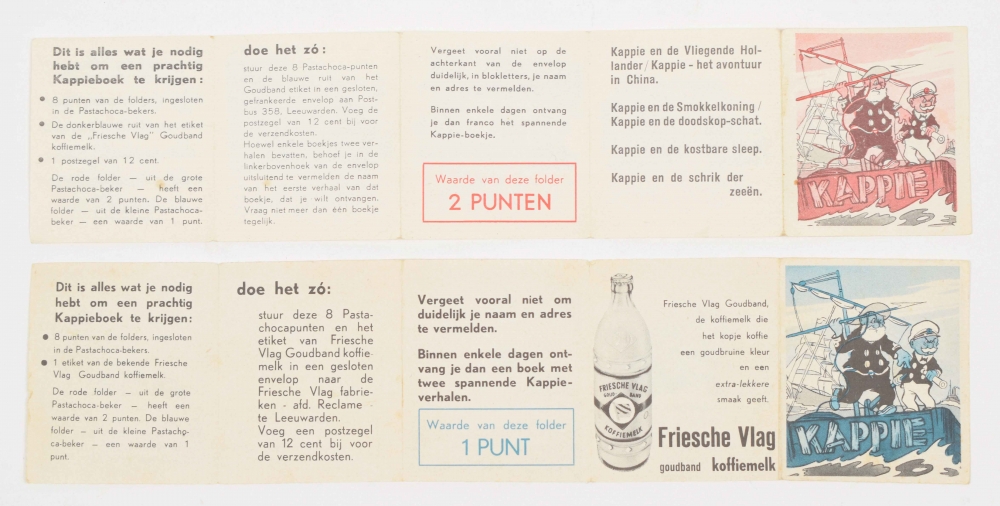 Dit is alles wat je nodig
hebt om een prachtig
Kappieboek te krijgen:
• 8 punten van de folders, ingesloten
in de Pastachoca-bekers.
• De donkerblauwe ruit van het etiket
van de „Friesche Vlag" Goudband
koffiemelk.
• 1 postzegel van 12 cent.
De rode folder — uit de grote
Pastachoca-beker — heeft een
waarde van 2 punten. De blauwe
folder — uit de kleine Pastachoca-
beker — een waarde van 1 punt.
doe het zó:
stuur deze 8 Pastachoca-punten
en de blauwe ruit van het
Goudband etiket in een gesloten,
gefrankeerde envelop aan Post-
bus 358, Leeuwarden. Voeg de
postzegel van 12 cent bij voor
de verzendkosten.
Hoewel enkele boekjes twee ver-
halen bevatten, behoef je in de
linkerbovenhoek van de envelop
uitsluitend te vermelden de naam
van het eerste verhaal van dat
boekje, dat je wilt ontvangen.
Vraag niet meer dan één boekje
tegelijk.
Vergeet vooral niet op de
achterkant van de envelop
duidelijk, in blokletters, je naam
en adres te vermelden.
Binnen enkele dagen ontvang
je dan franco het spannende
Kappie-boekje.
Waarde van deze folder
2 PUNTEN
Kappie en de Vliegende Hol-
lander/Kappie - het avontuur
in China.
Kappie en de Smokkelkoning/
Kappie en de doodskop-schat.
Kappie en de kostbare sleep.
Kappie en de schrik der
zeeën.
KAPPIE
Dit is alles wat je nodig
hebt om een prachtig
Kappieboek te krijgen:
• 8 punten van de folders, ingesloten
in de Pastachoca-bekers.
• 1 etiket van de bekende Friesche
Vlag Goudband koffiemelk.
De rode folder — uit de grote
Pastachoca-beker — heeft een
waarde van 2 punten. De blauwe
folder — uit de kleine Pastacho-
ca-beker — een waarde van 1
punt.
doe het zó:
stuur deze 8 Pasta-
chocapunten en het
etiket van Friesche
Vlag Goudband koffie-
melk in een gesloten
envelop naar de
Friesche Vlag fabrie-
ken - afd. Reclame -
te Leeuwarden.
Voeg een postzegel
van 12 cent bij voor
de verzendkosten.
Vergeet vooral niet om
duidelijk je naam en adres
te vermelden.
Binnen enkele dagen ont-
vang je dan een boek met
twee spannende Kappie-
verhalen.
Waarde van deze folder
1 PUNT
FRIESCHE VLAG
GOUD BAND
KOFFIEMELK
Friesche Vlag Goudband,
de koffiemelk die
het kopje koffie
een goudbruine kleur
en een
extra-lekkere
smaak geeft.
Friesche Vlag
goudband koffiemelk
KAPPIE